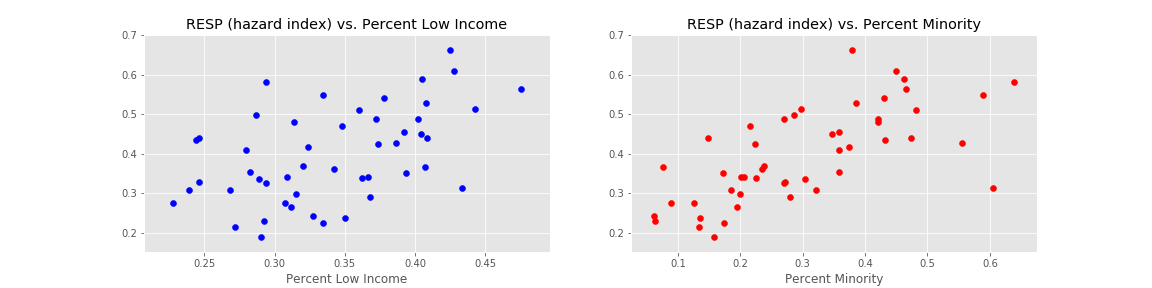 RESP (hazard index) vs. Percent Low Income
0.7
0.6
0.5
0.4
0.3
0.2
0.25 0.30 0.35 0.40 0.45
Percent Low Income
RESP (hazard index) vs. Percent Minority
0.7
0.6
0.5
0.4
0.3
0.2
0.1 0.2 0.3 0.4 0.5 0.6
Percent Minority